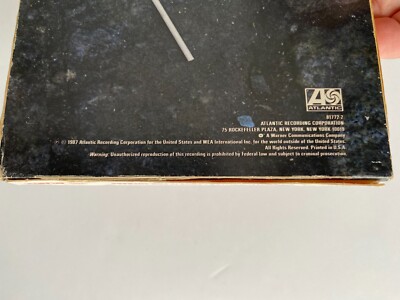 ATLANTIC
81772-2
ATLANTIC RECORDING CORPORATION
75 ROCKEFELLER PLAZA, NEW YORK, NEW YORK 10019
A Warner Communications Company
℗ © 1987 Atlantic Recording Corporation for the United States and WEA International Inc. for the world outside of the United States.
All Rights Reserved. Printed in U.S.A
Warning: Unauthorized reproduction of this recording is prohibited by Federal law and subject to criminal prosecution.